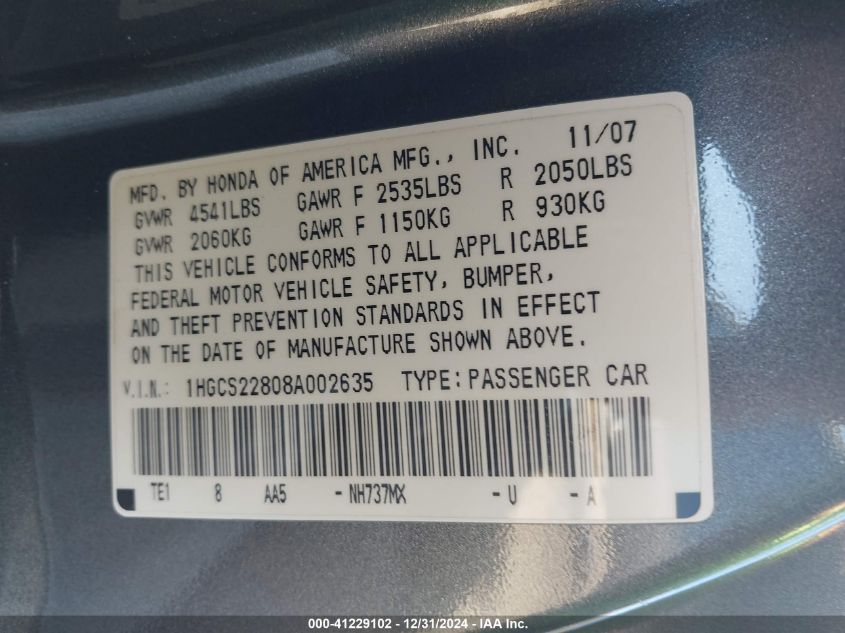 MFD. BY HONDA OF AMERICA MFG., INC. 11/07
GVWR 4541LBS GAWR F 2535LBS R 2050LBS
GVWR 2060KG GAWR F 1150KG R 930KG
THIS VEHICLE CONFORMS TO ALL APPLICABLE
FEDERAL MOTOR VEHICLE SAFETY, BUMPER,
AND THEFT PREVENTION STANDARDS IN EFFECT
ON THE DATE OF MANUFACTURE SHOWN ABOVE.
V.I.N.: 1HGCS22808A002635 TYPE:PASSENGER CAR
TE1 8 AA5 -NH737MX -U -A
000-41229102 - 12/31/2024 - IAA Inc.